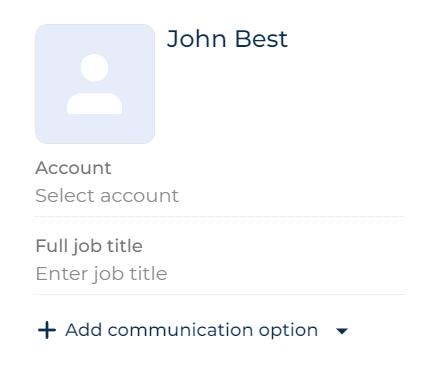 John Best
Account
Select account
Full job title
Enter job title
Add communication option